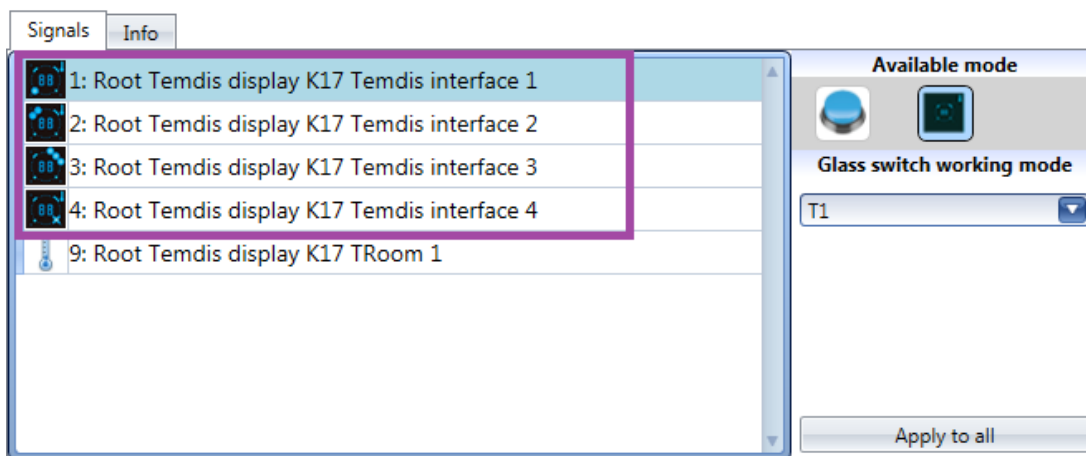 Signals
Info
1: Root Temdis display K17 Temdis interface 1
2: Root Temdis display K17 Temdis interface 2
3: Root Temdis display K17 Temdis interface 3
4: Root Temdis display K17 Temdis interface 4
9: Root Temdis display K17 TRoom 1
Available mode
Glass switch working mode
T1
Apply to all